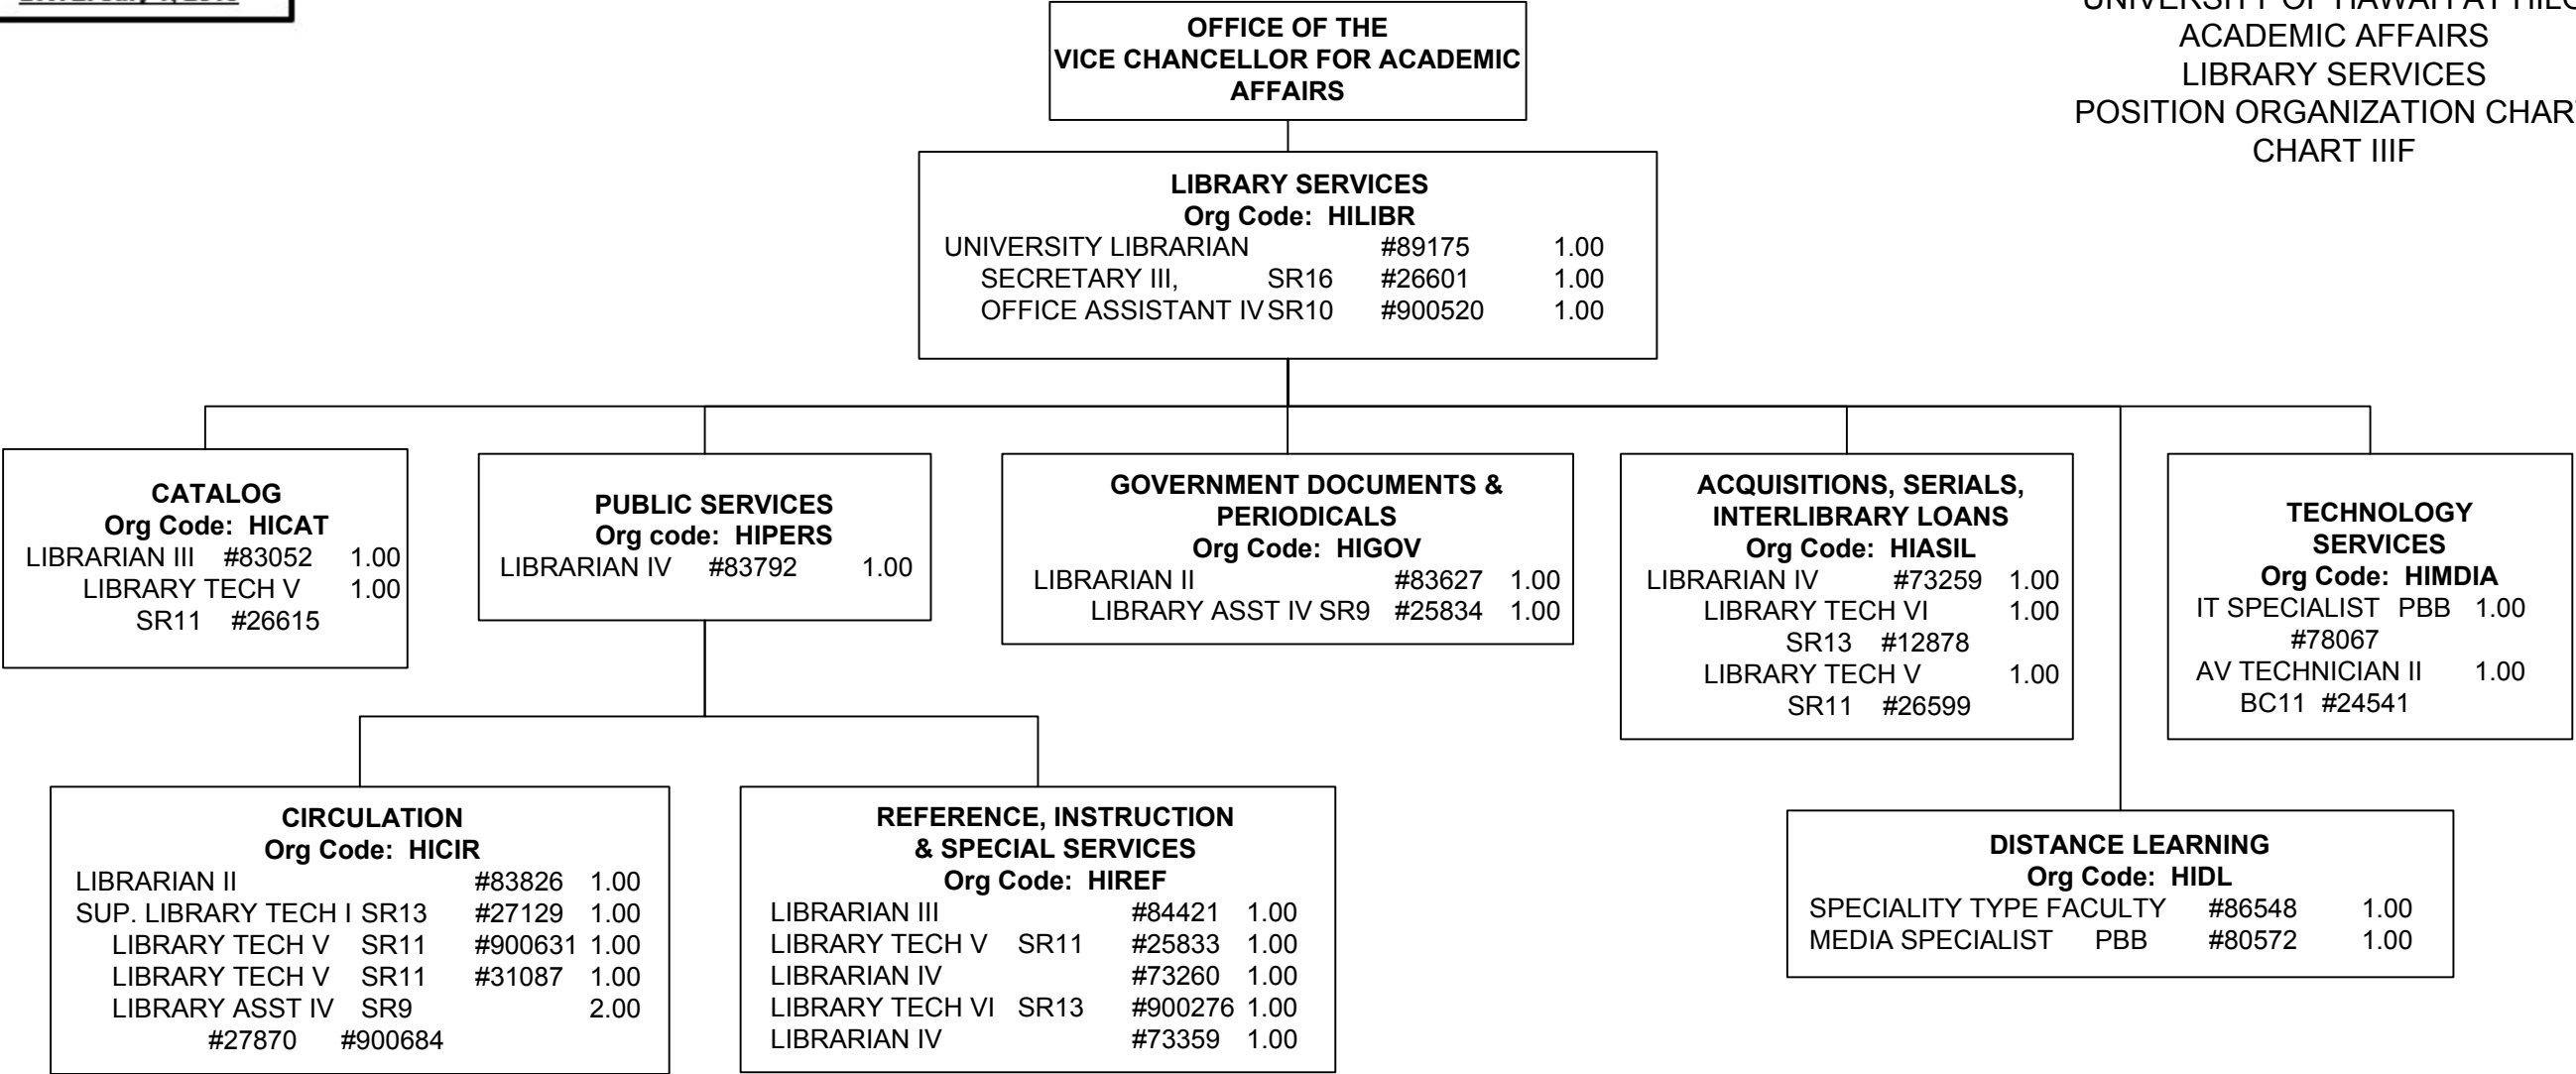 UNIVERSITY OF HAWAII AT HILO
ACADEMIC AFFAIRS
LIBRARY SERVICES
POSITION ORGANIZATION CHAR
CHART IIIF
OFFICE OF THE
VICE CHANCELLOR FOR ACADEMIC
AFFAIRS
LIBRARY SERVICES
Org Code: HILIBR
UNIVERSITY LIBRARIAN #89175 1.00
SECRETARY III, SR16 #26601 1.00
OFFICE ASSISTANT IV SR10 #900520 1.00
CATALOG
Org Code: HICAT
LIBRARIAN III #83052 1.00
LIBRARY TECH V 1.00
SR11 #26615
PUBLIC SERVICES
Org code: HIPERS
LIBRARIAN IV #83792 1.00
GOVERNMENT DOCUMENTS &
PERIODICALS
Org Code: HIGOV
LIBRARIAN II #83627 1.00
LIBRARY ASST IV SR9 #25834 1.00
ACQUISITIONS, SERIALS,
INTERLIBRARY LOANS
Org Code: HIASIL
LIBRARIAN IV #73259 1.00
LIBRARY TECH VI 1.00
SR13 #12878
LIBRARY TECH V 1.00
SR11 #26599
TECHNOLOGY
SERVICES
Org Code: HIMDIA
IT SPECIALIST PBB 1.00
#78067
AV TECHNICIAN II 1.00
BC11 #24541
CIRCULATION
Org Code: HICIR
LIBRARIAN II #83826 1.00
SUP. LIBRARY TECH I SR13 #27129 1.00
LIBRARY TECH V SR11 #900631 1.00
LIBRARY TECH V SR11 #31087 1.00
LIBRARY ASST IV SR9 2.00
#27870 #900684
REFERENCE, INSTRUCTION
& SPECIAL SERVICES
Org Code: HIREF
LIBRARIAN III #84421 1.00
LIBRARY TECH V SR11 #25833 1.00
LIBRARIAN IV #73260 1.00
LIBRARY TECH VI SR13 #900276 1.00
LIBRARIAN IV #73359 1.00
DISTANCE LEARNING
Org Code: HIDL
SPECIALITY TYPE FACULTY #86548 1.00
MEDIA SPECIALIST PBB #80572 1.00